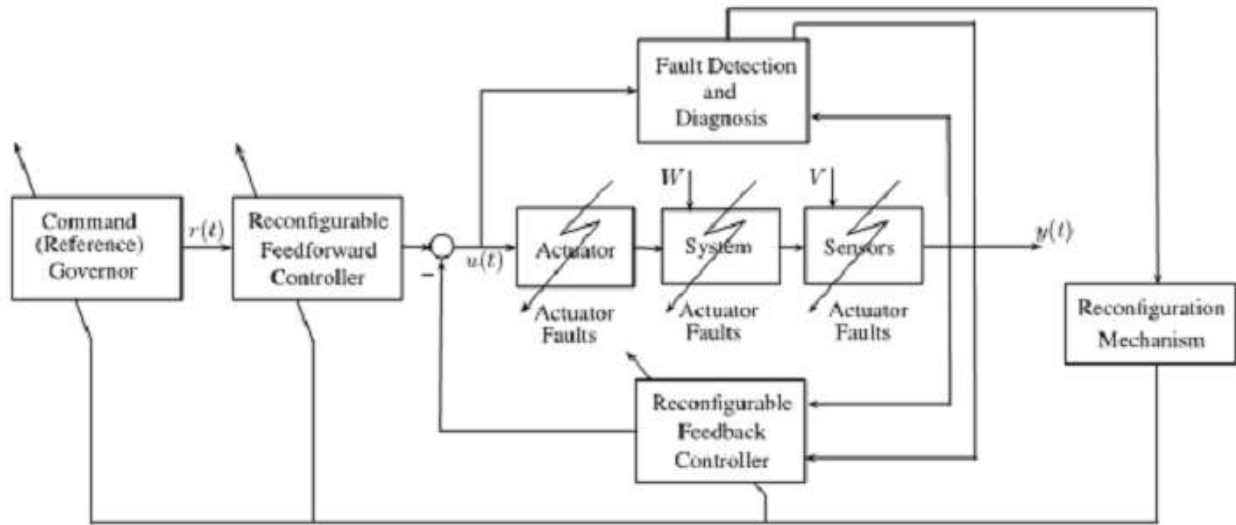 Fault Detection
and
Diagnosis
W
V
Command
(Reference)
Governor
r(t)
Reconfigurable
Feedforward
Controller
−
u(t)
Actuator
System
Sensors
y(t)
Actuator
Faults
Actuator
Faults
Actuator
Faults
Reconfiguration
Mechanism
Reconfigurable
Feedback
Controller